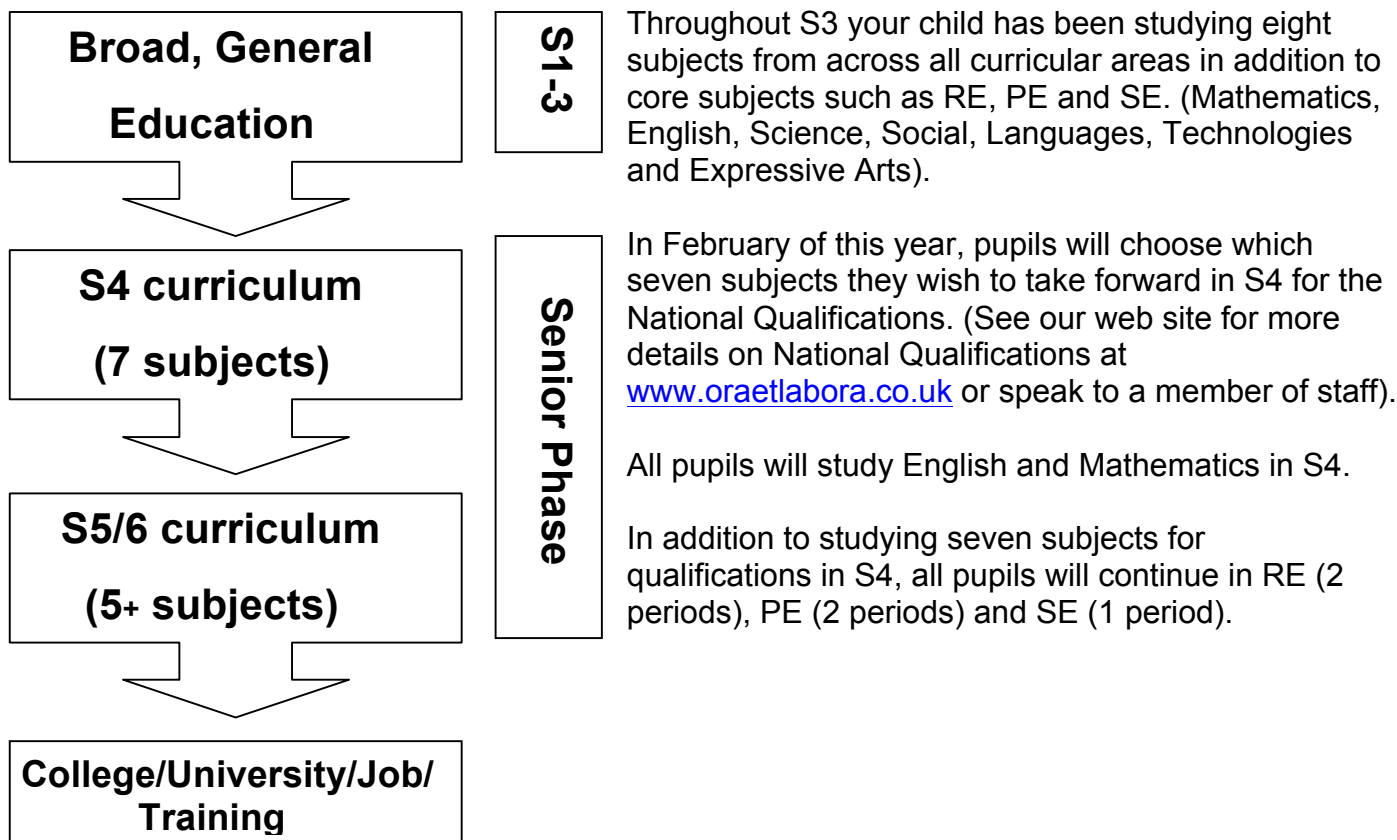 Broad, General
Education
S1-3
Throughout S3 your child has been studying eight
subjects from across all curricular areas in addition to
core subjects such as RE, PE and SE. (Mathematics,
English, Science, Social, Languages, Technologies
and Expressive Arts).
S4 curriculum
(7 subjects)
S5/6 curriculum
(5+ subjects)
College/University/Job/
Training
Senior Phase
In February of this year, pupils will choose which
seven subjects they wish to take forward in S4 for the
National Qualifications. (See our web site for more
details on National Qualifications at
www.oraetlabora.co.uk or speak to a member of staff).
All pupils will study English and Mathematics in S4.
In addition to studying seven subjects for
qualifications in S4, all pupils will continue in RE (2
periods), PE (2 periods) and SE (1 period).